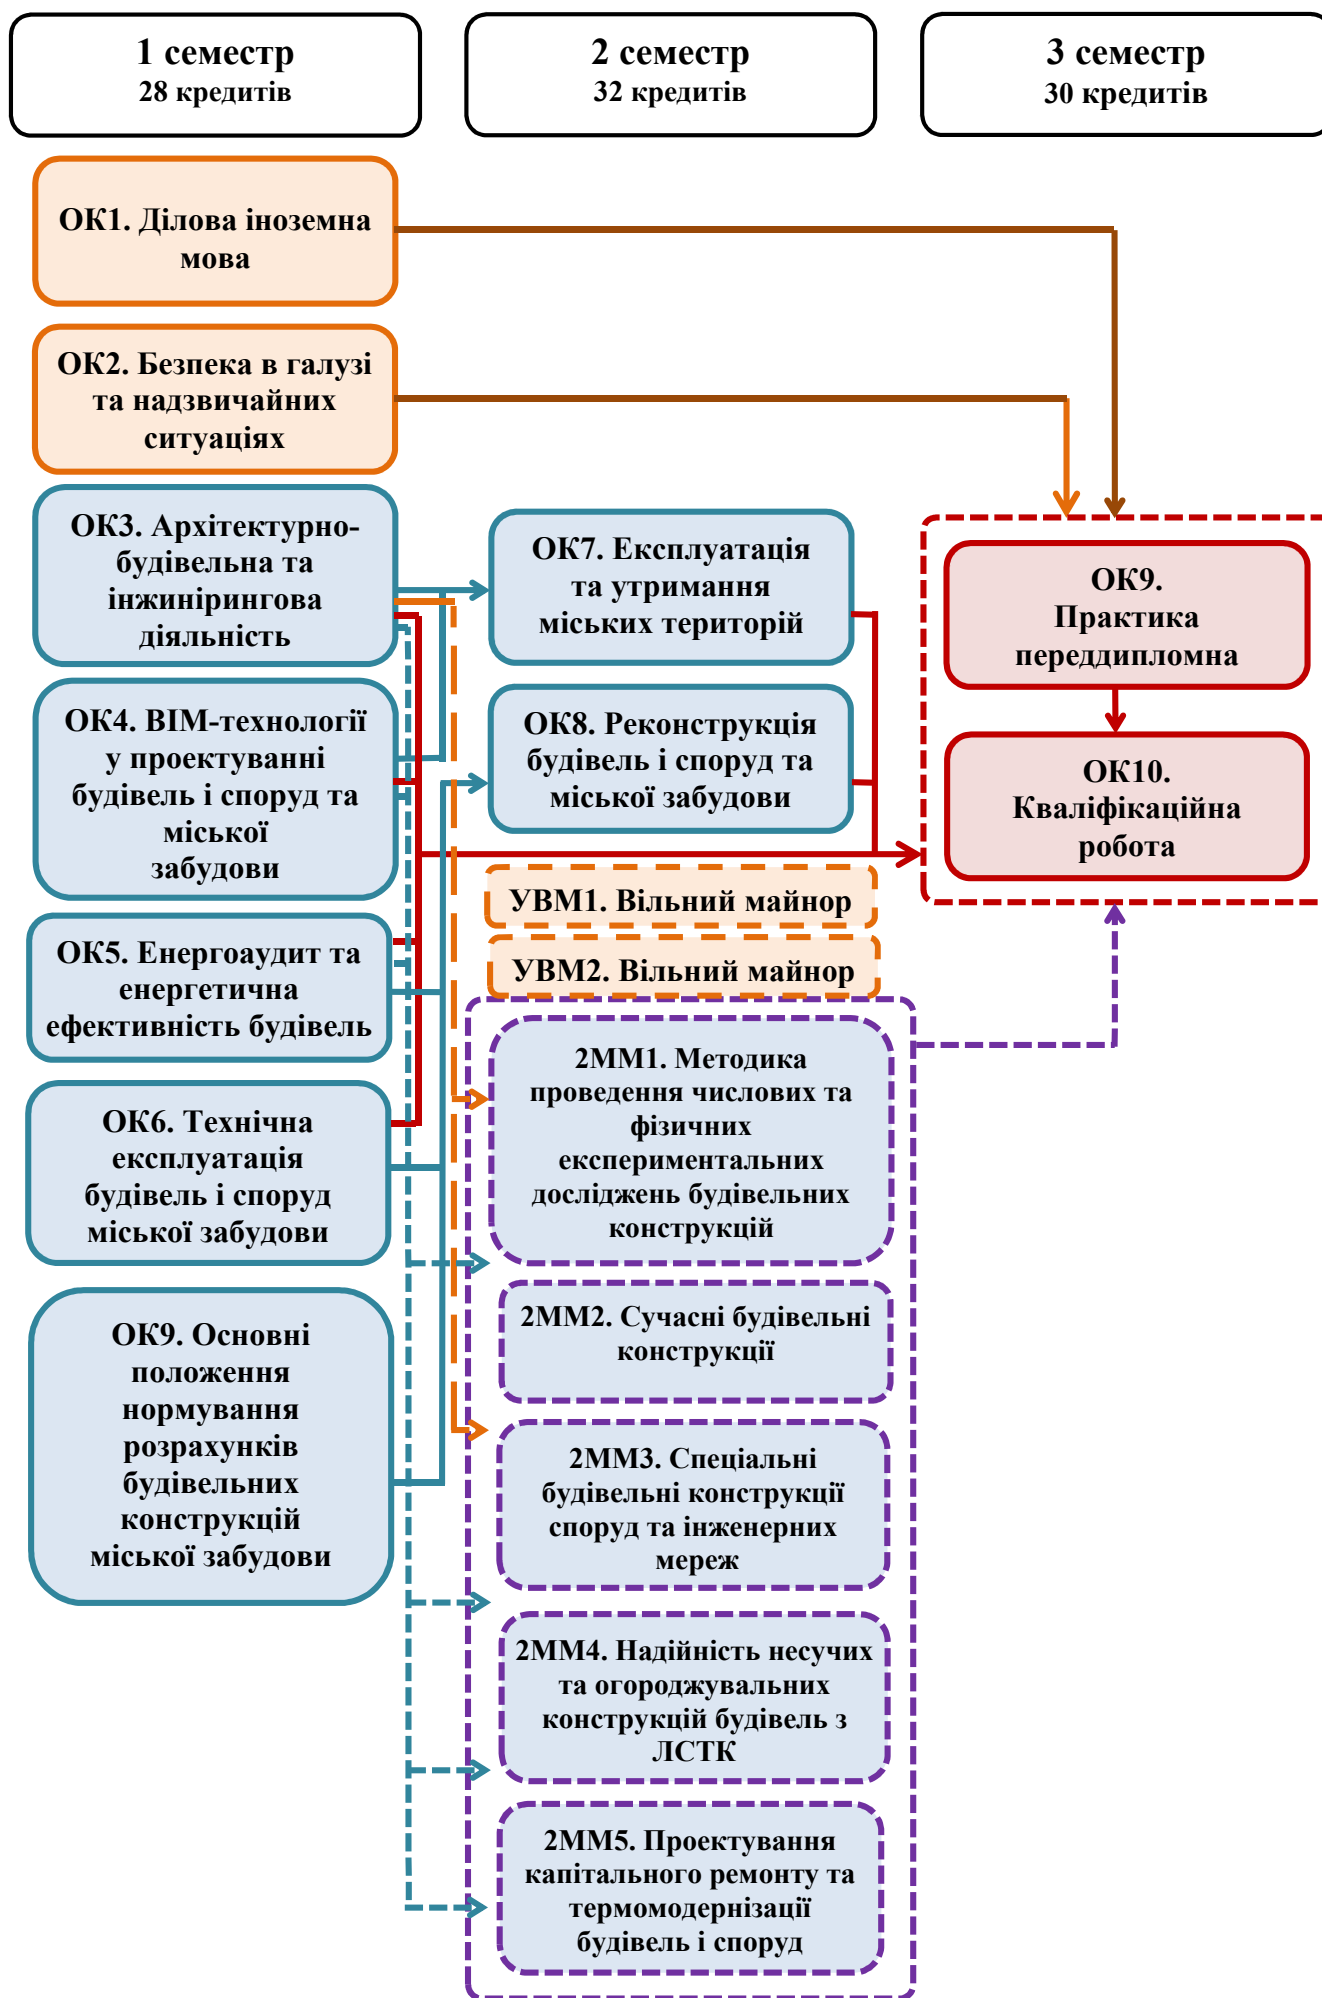 1 семестр
28 кредитів
2 семестр
32 кредитів
3 семестр
30 кредитів
ОК1. Ділова іноземна
мова
ОК2. Безпека в галузі
та надзвичайних
ситуаціях
ОК3. Архітектурно-
будівельна та
інжинірингова
діяльність
ОК4. BIM-технології
у проектуванні
будівель і споруд та
міської
забудови
ОК5. Енергоаудит та
енергетична
ефективність будівель
ОК6. Технічна
експлуатація
будівель і споруд
міської забудови
ОК9. Основні
положення
нормування
розрахунків
будівельних
конструкцій
міської забудови
ОК7. Експлуатація
та утримання
міських територій
ОК8. Реконструкція
будівель і споруд та
міської забудови
УВМ1. Вільний майнор
УВМ2. Вільний майнор
2ММ1. Методика
проведення числових та
фізичних
експериментальних
досліджень будівельних
конструкцій
2ММ2. Сучасні будівельні
конструкції
2ММ3. Спеціальні
будівельні конструкції
споруд та інженерних
мереж
2ММ4. Надійність несучих
та огороджувальних
конструкцій будівель з
ЛСТК
2ММ5. Проектування
капітального ремонту та
термомодернізації
будівель і споруд
ОК9.
Практика
переддипломна
ОК10.
Кваліфікаційна
робота